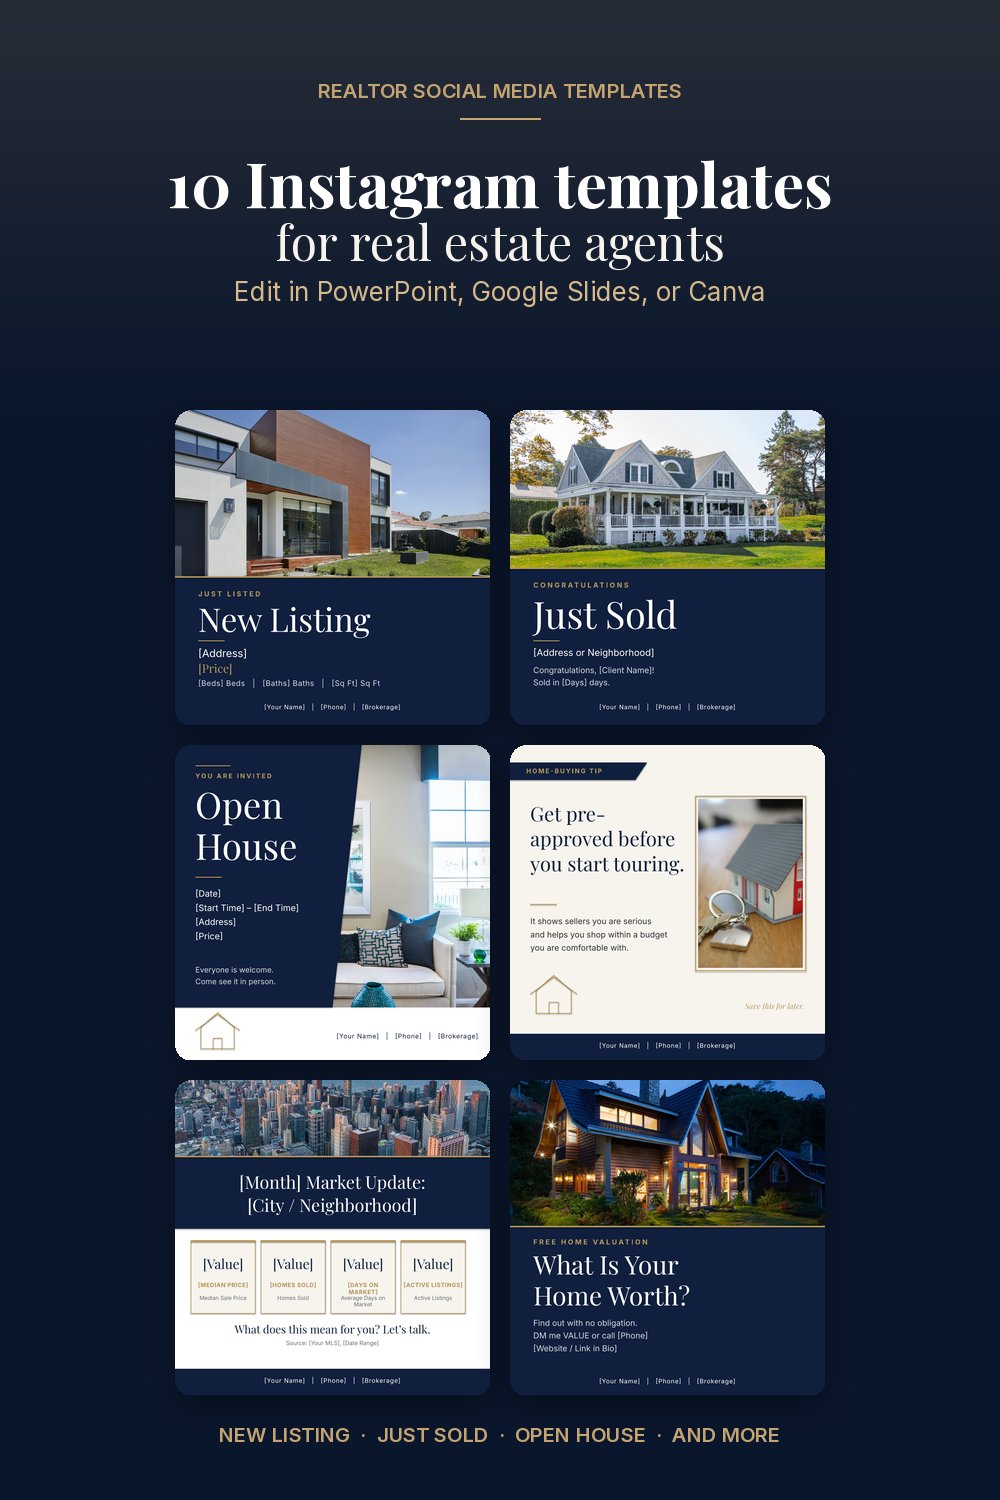 REALTOR SOCIAL MEDIA TEMPLATES
10 Instagram templates
for real estate agents
Edit in PowerPoint, Google Slides, or Canva
JUST LISTED
New Listing
[Address]
[Price]
[Beds] Beds | [Baths] Baths | [Sq Ft] Sq Ft
[Your Name] | [Phone] | [Brokerage]
CONGRATULATIONS
Just Sold
[Address or Neighborhood]
Congratulations, [Client Name]!
Sold in [Days] days.
[Your Name] | [Phone] | [Brokerage]
YOU ARE INVITED
Open
House
[Date]
[Start Time] – [End Time]
[Address]
[Price]
Everyone is welcome.
Come see it in person.
[Your Name] | [Phone] | [Brokerage]
HOME-BUYING TIP
Get pre-
approved before
you start touring.
It shows sellers you are serious
and helps you shop within a budget
you are comfortable with.
Save this for later.
[Your Name] | [Phone] | [Brokerage]
[Month] Market Update:
[City / Neighborhood]
[Value] [Value] [Value] [Value]
[MEDIAN PRICE] [HOMES SOLD] [DAYS ON [ACTIVE LISTINGS]
MARKET]
Median Sale Price Homes Sold Average Days on Active Listings
Market
What does this mean for you? Let's talk.
Source: [Your MLS], [Date Range]
[Your Name] | [Phone] | [Brokerage]
FREE HOME VALUATION
What Is Your
Home Worth?
Find out with no obligation.
DM me VALUE or call [Phone]
[Website / Link in Bio]
[Your Name] | [Phone] | [Brokerage]
NEW LISTING · JUST SOLD · OPEN HOUSE · AND MORE